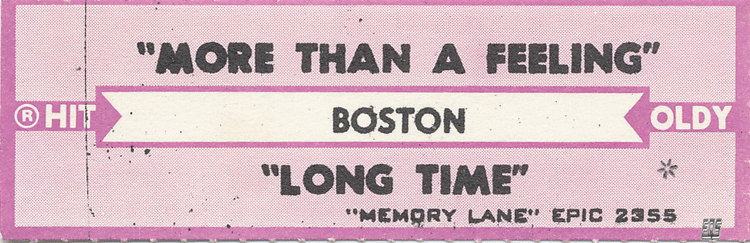 "MORE THAN A FEELING"
® HIT BOSTON OLDY
"LONG TIME"
"MEMORY LANE" EPIC 2355